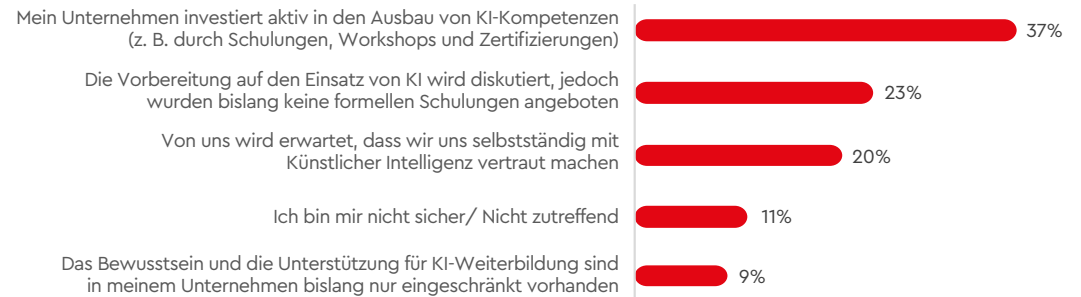 Mein Unternehmen investiert aktiv in den Ausbau von KI-Kompetenzen
(z. B. durch Schulungen, Workshops und Zertifizierungen)
37%
Die Vorbereitung auf den Einsatz von KI wird diskutiert, jedoch
wurden bislang keine formellen Schulungen angeboten
23%
Von uns wird erwartet, dass wir uns selbstständig mit
Künstlicher Intelligenz vertraut machen
20%
Ich bin mir nicht sicher/ Nicht zutreffend
11%
Das Bewusstsein und die Unterstützung für KI-Weiterbildung sind
in meinem Unternehmen bislang nur eingeschränkt vorhanden
9%